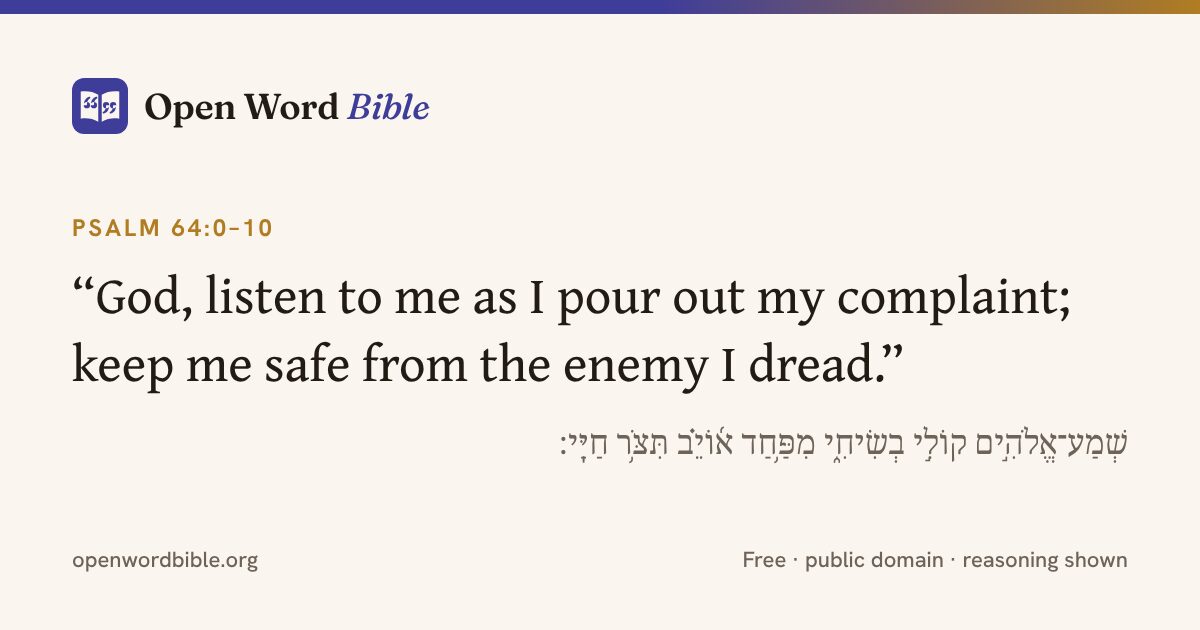 Open Word Bible
PSALM 64:0–10
“God, listen to me as I pour out my complaint;
keep me safe from the enemy I dread.”
שְׁמַע־אֱלֹהִ֣ים קוֹלִ֣י בְשִׂיחִ֑י מִפַּ֥חַד א֝וֹיֵ֗ב תִּצֹּ֥ר חַיָּֽי׃
openwordbible.org
Free · public domain · reasoning shown